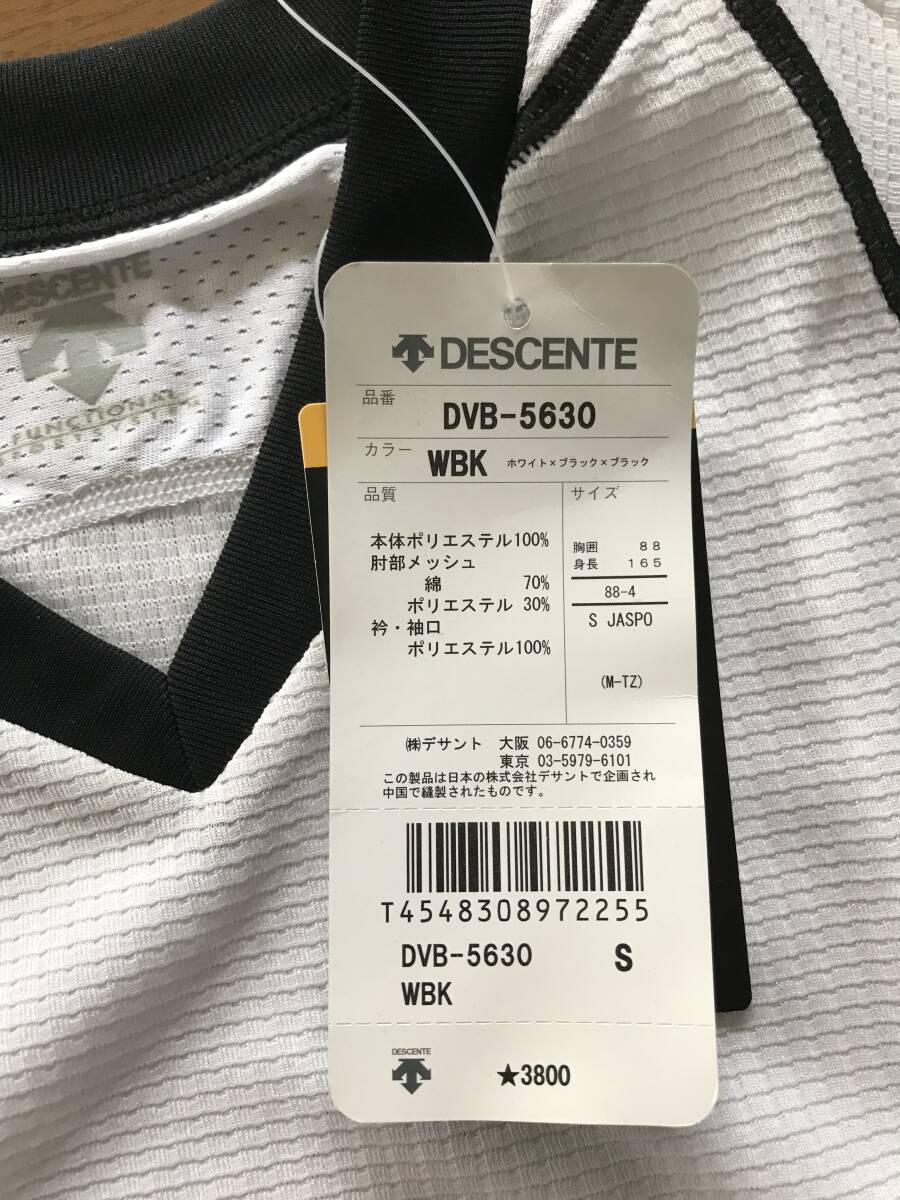 DESCENTE
FUNCTIONAL
DESCENTE
品番
DVB-5630
カラー
WBK ホワイト×ブラック×ブラック
品質
サイズ
本体ポリエステル100%
肘部メッシュ
綿 70%
ポリエステル 30%
衿・袖口
ポリエステル100%
胸囲 88
身長 165
88-4
S JASPO
(M-TZ)
㈱デサント 大阪 06-6774-0359
東京 03-5979-6101
この製品は日本の株式会社デサントで企画され
中国で縫製されたものです。
T4548308972255
DVB-5630 S
WBK
DESCENTE
★3800